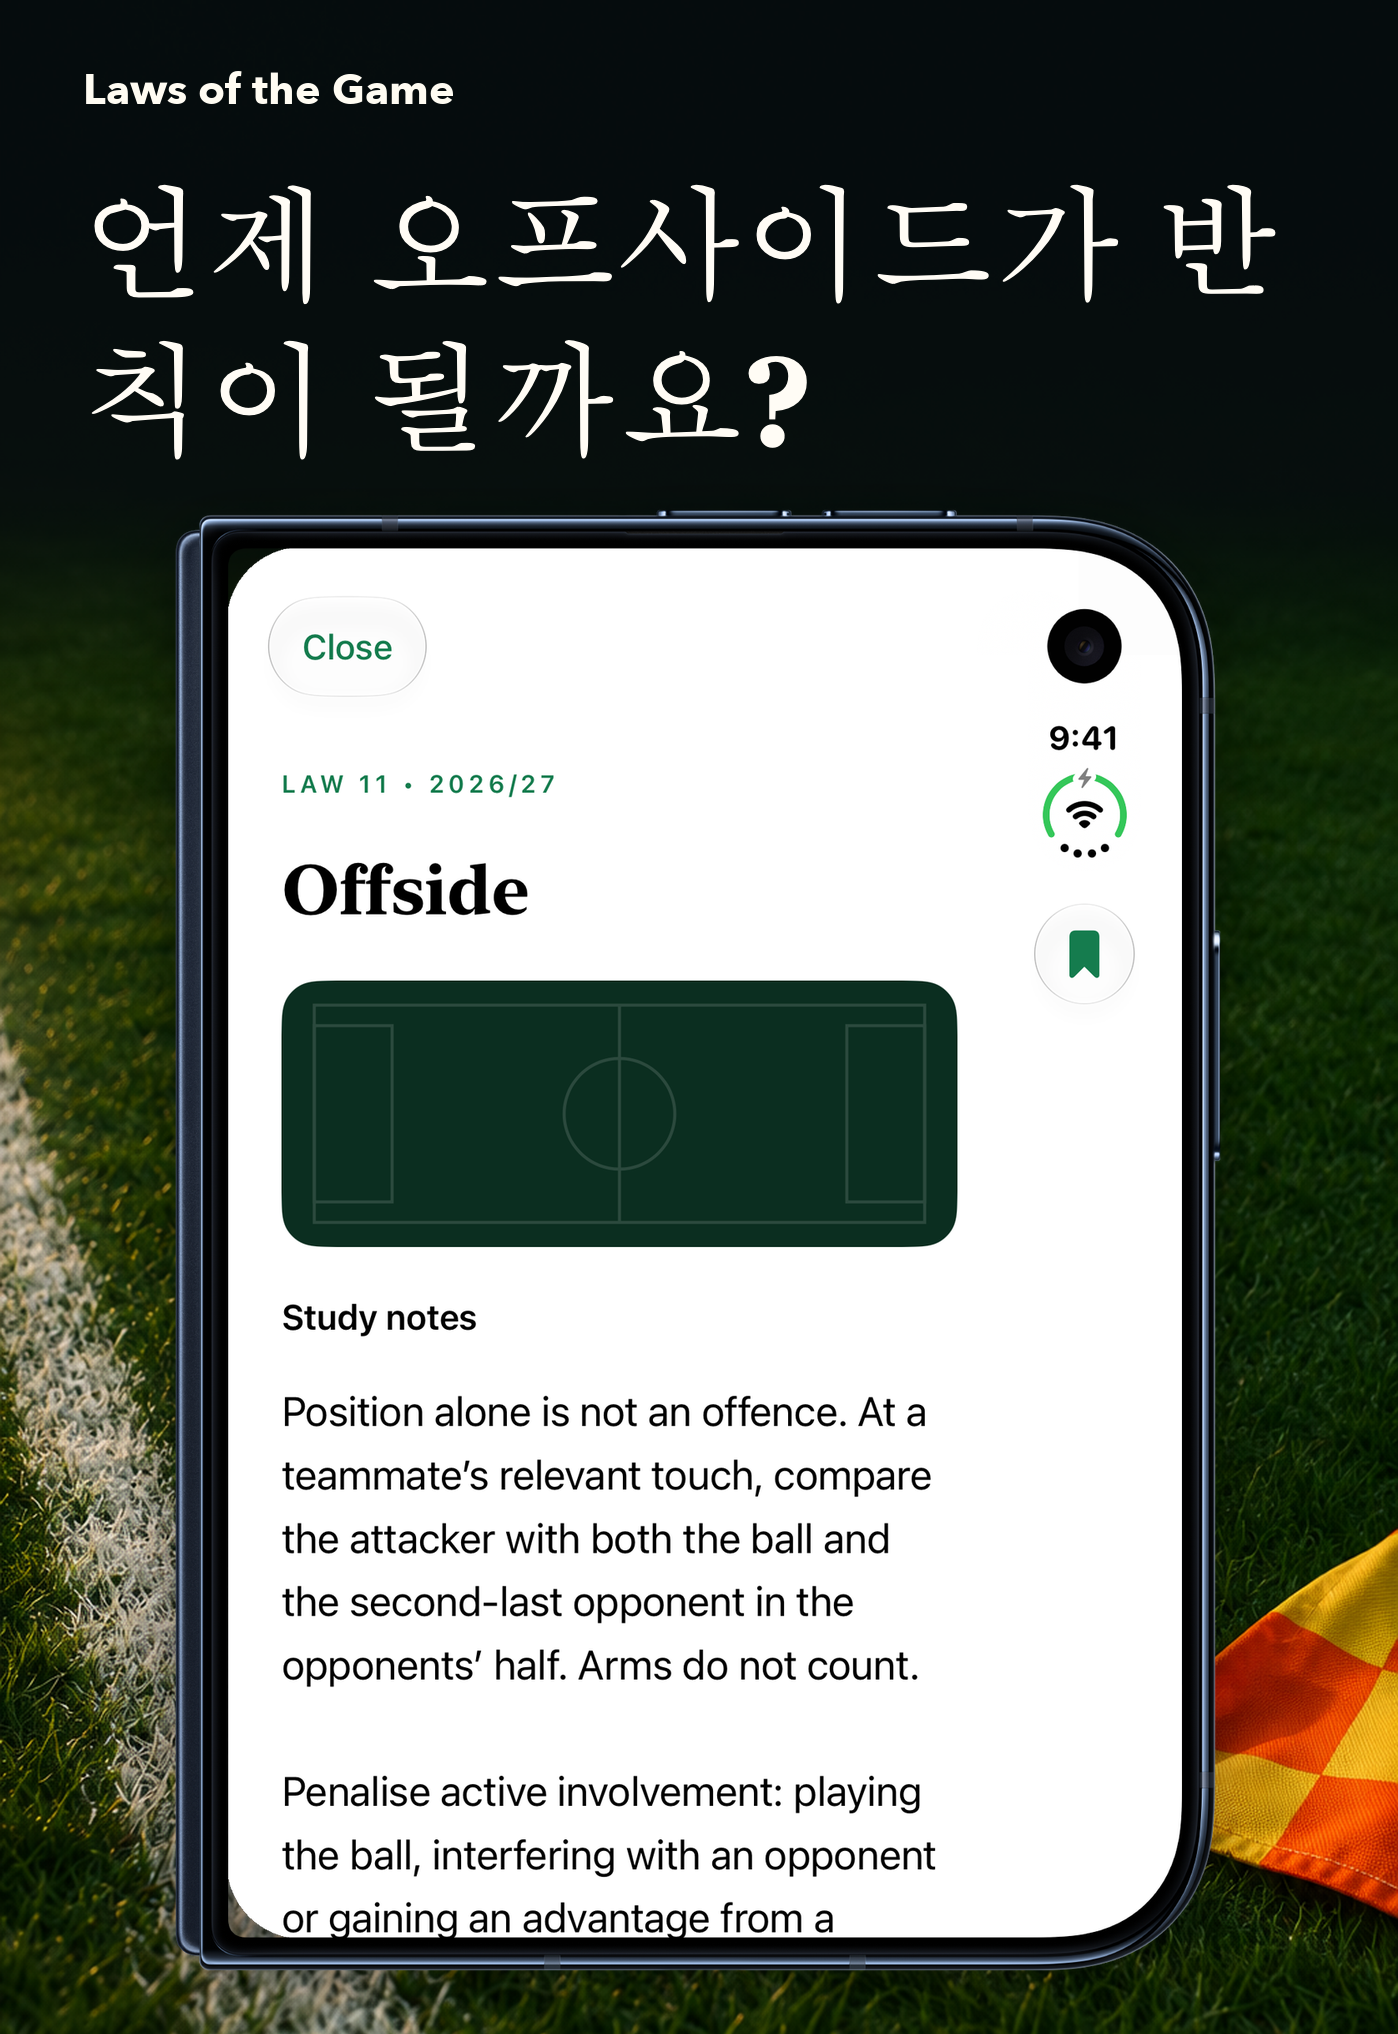 Laws of the Game
언제 오프사이드가 반
칙이 될까요?
Close
9:41
LAW 11 • 2026/27
Offside
Study notes
Position alone is not an offence. At a
teammate’s relevant touch, compare
the attacker with both the ball and
the second-last opponent in the
opponents’ half. Arms do not count.
Penalise active involvement: playing
the ball, interfering with an opponent
or gaining an advantage from a